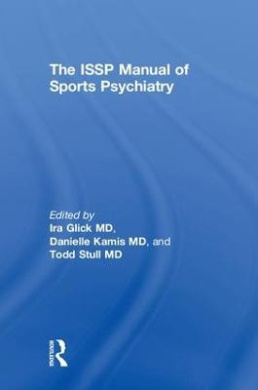 The ISSP Manual of
Sports Psychiatry
Edited by
Ira Glick MD,
Danielle Kamis MD, and
Todd Stull MD
ROUTLEDGE